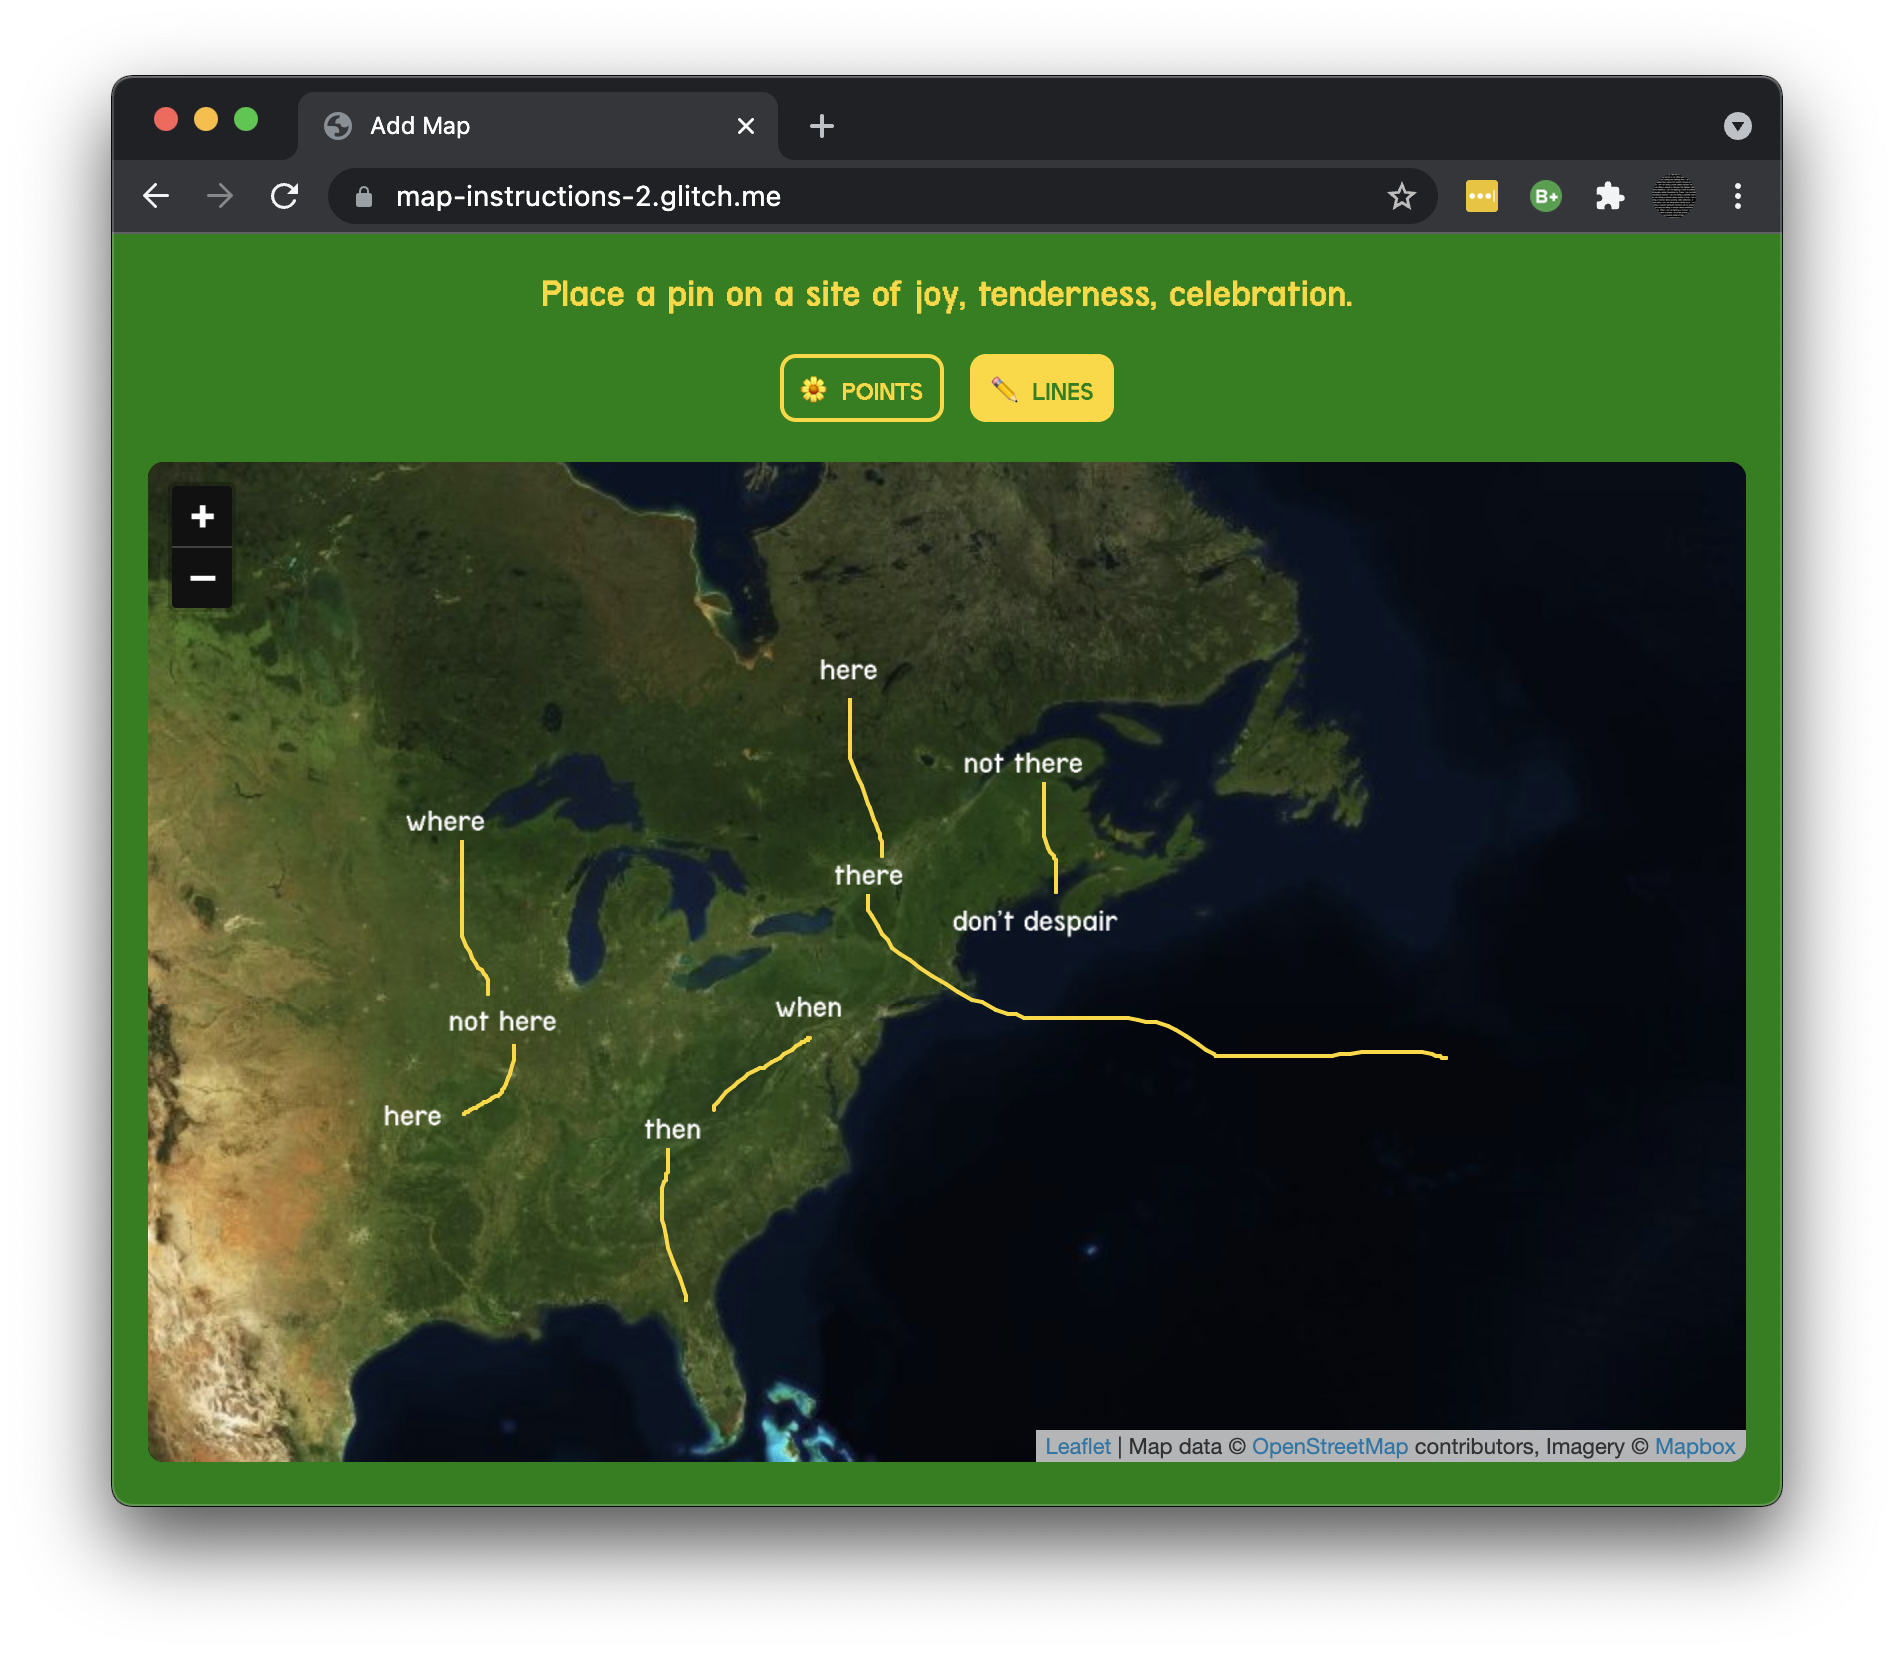 Add Map
map-instructions-2.glitch.me
B+
Place a pin on a site of joy, tenderness, celebration.
POINTS
LINES
+
−
here
not there
where
there
don't despair
when
not here
here
then
Leaflet | Map data © OpenStreetMap contributors, Imagery © Mapbox